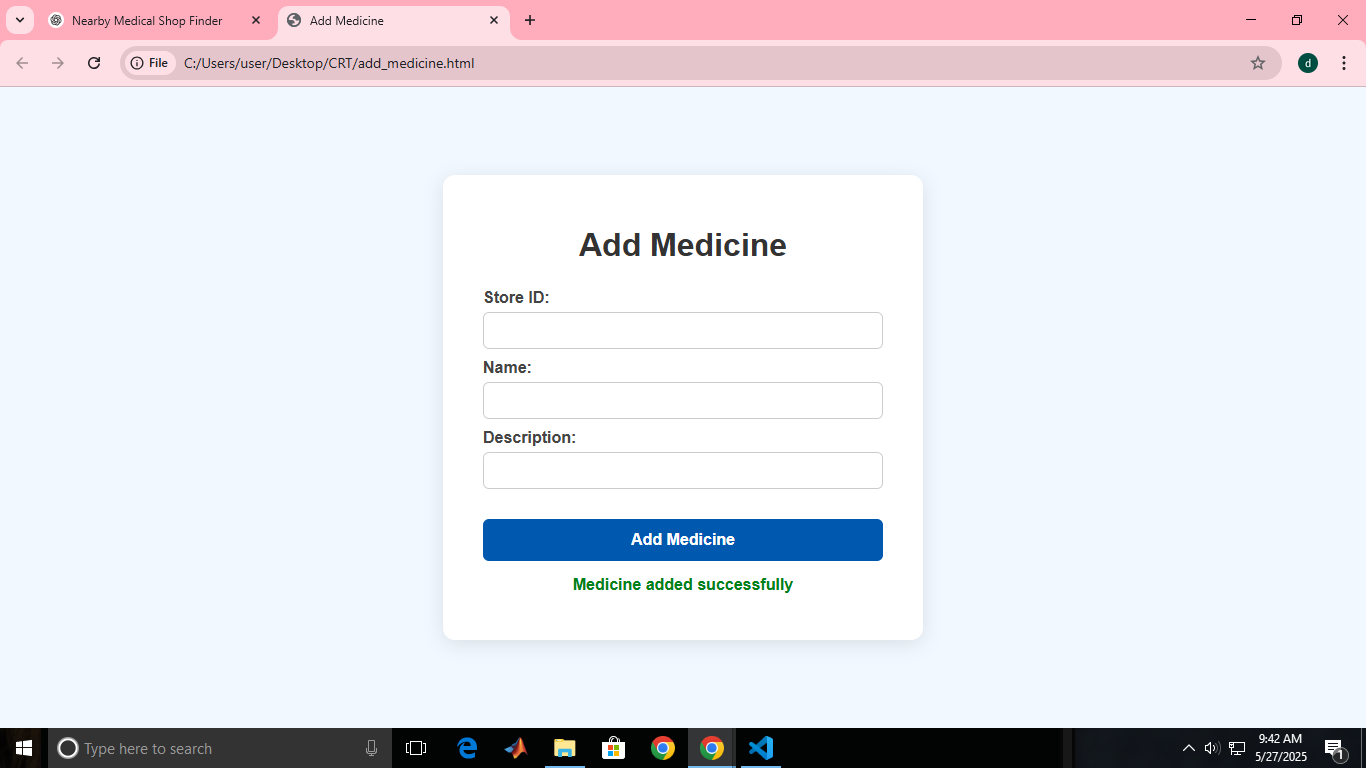 Nearby Medical Shop Finder
Add Medicine
File
C:/Users/user/Desktop/CRT/add_medicine.html
d
Add Medicine
Store ID:
Name:
Description:
Add Medicine
Medicine added successfully
Type here to search
9:42 AM
5/27/2025
1